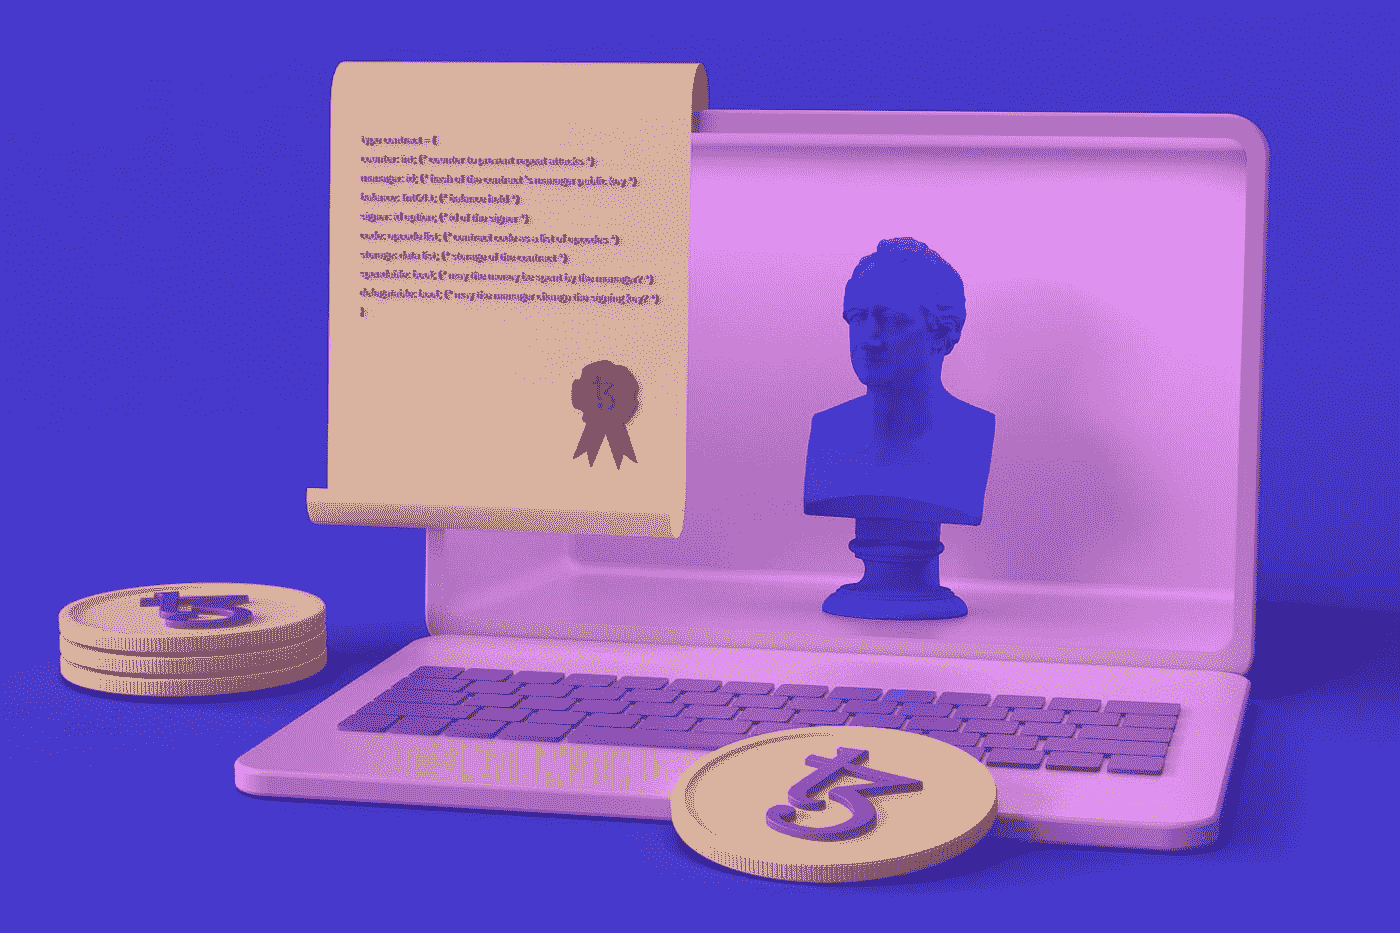 type contract = {
counter: int; (* counter to prevent repeat attacks *)
manager: id; (* hash of the contract's manager public key *)
balance: Int64.t; (* balance held *)
signer: id option; (* id of the signer *)
code: opcode list; (* contract code as a list of opcodes *)
storage: data list; (* storage of the contract *)
spendable: bool; (* may the money be spent by the manager? *)
delegatable: bool; (* may the manager change the signing key? *)
}